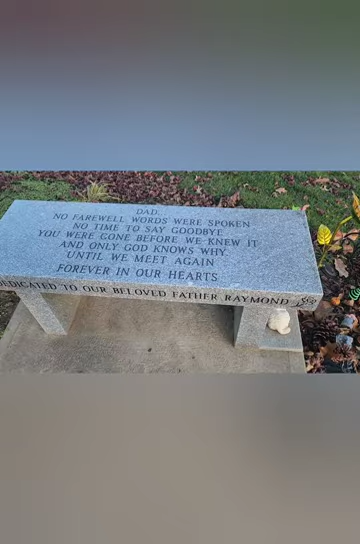 DAD,
NO FAREWELL WORDS WERE SPOKEN
NO TIME TO SAY GOODBYE
YOU WERE GONE BEFORE WE KNEW IT
AND ONLY GOD KNOWS WHY
UNTIL WE MEET AGAIN
FOREVER IN OUR HEARTS
DEDICATED TO OUR BELOVED FATHER RAYMOND